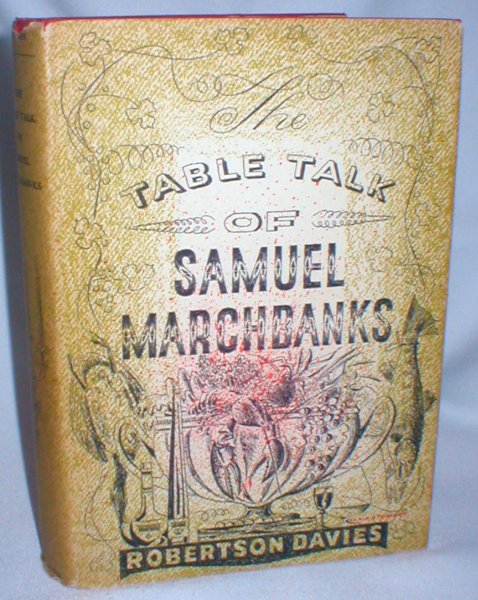 The
TABLE TALK
OF
SAMUEL
MARCHBANKS
ROBERTSON DAVIES